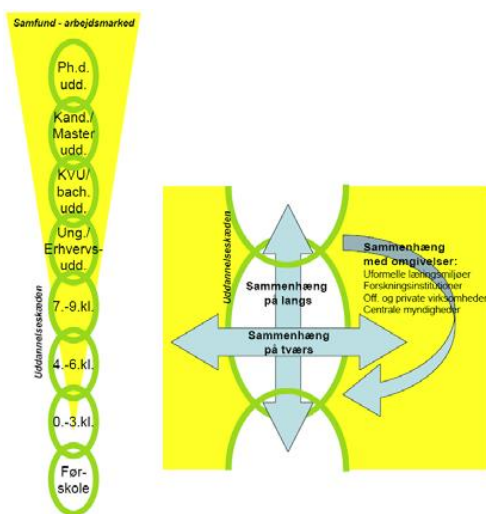 Samfund - arbejdsmarked
Ph.d.
udd.
Kand./
Master
udd.
KVU/
bach.
udd.
Ung./
Erhvervs-
udd.
7.-9.kl.
4.-6.kl.
0.-3.kl.
Før-
skole
Uddannelseskæden
Uddannelseskæden
Sammenhæng
på langs
Sammenhæng
på tværs
Sammenhæng
med omgivelser:
Uformelle læringsmiljøer
Forskningsinstitutioner
Off. og private virksomheder
Centrale myndigheder